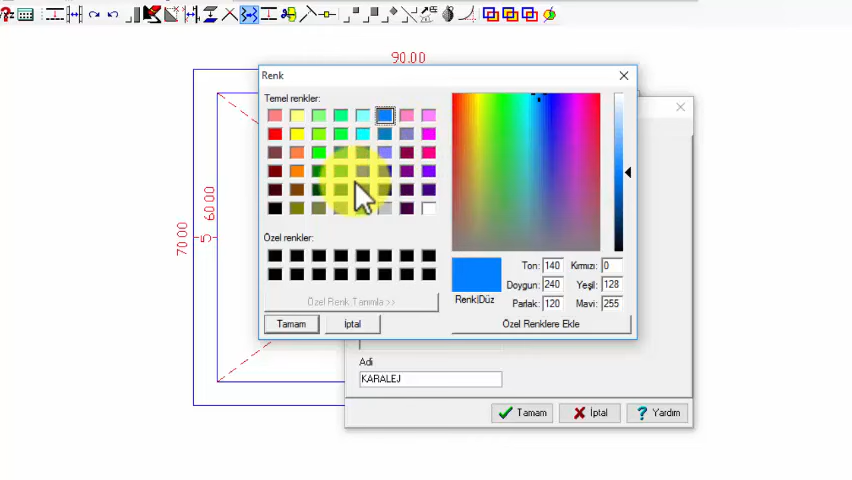 90.00
Renk
Temel renkler:
60.00
70.00
5
Özel renkler:
Ton: 140 Kırmızı: 0
Doygun: 240 Yeşil: 128
Renk|Düz
Parlak: 120 Mavi: 255
Özel Renk Tanımla >>
Tamam İptal Özel Renklere Ekle
Adi
KARALEJ
Tamam İptal ? Yardım